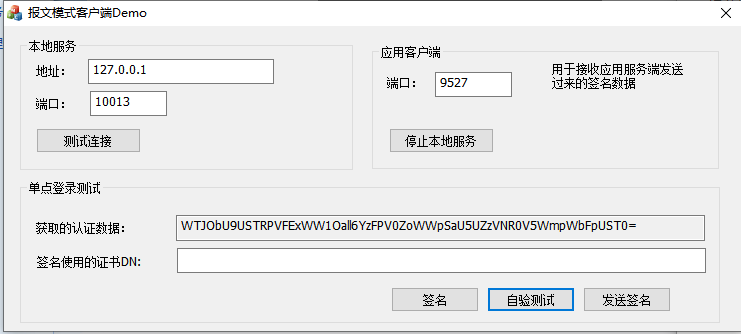 报文模式客户端Demo
本地服务
地址:
127.0.0.1
端口:
10013
测试连接
应用客户端
端口:
9527
用于接收应用服务端发送
过来的签名数据
停止本地服务
单点登录测试
获取的认证数据:
WTJObU9USTRPVFExWW1Oall6YzFPV0ZoWWpSaU5UZzVNR0V5WmpWbFpUST0=
签名使用的证书DN:
签名
自验测试
发送签名